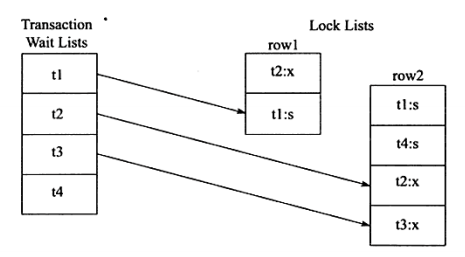 Transaction
Wait Lists
Lock Lists
t1
t2
t3
t4
row1
t2:x
t1:s
row2
t1:s
t4:s
t2:x
t3:x